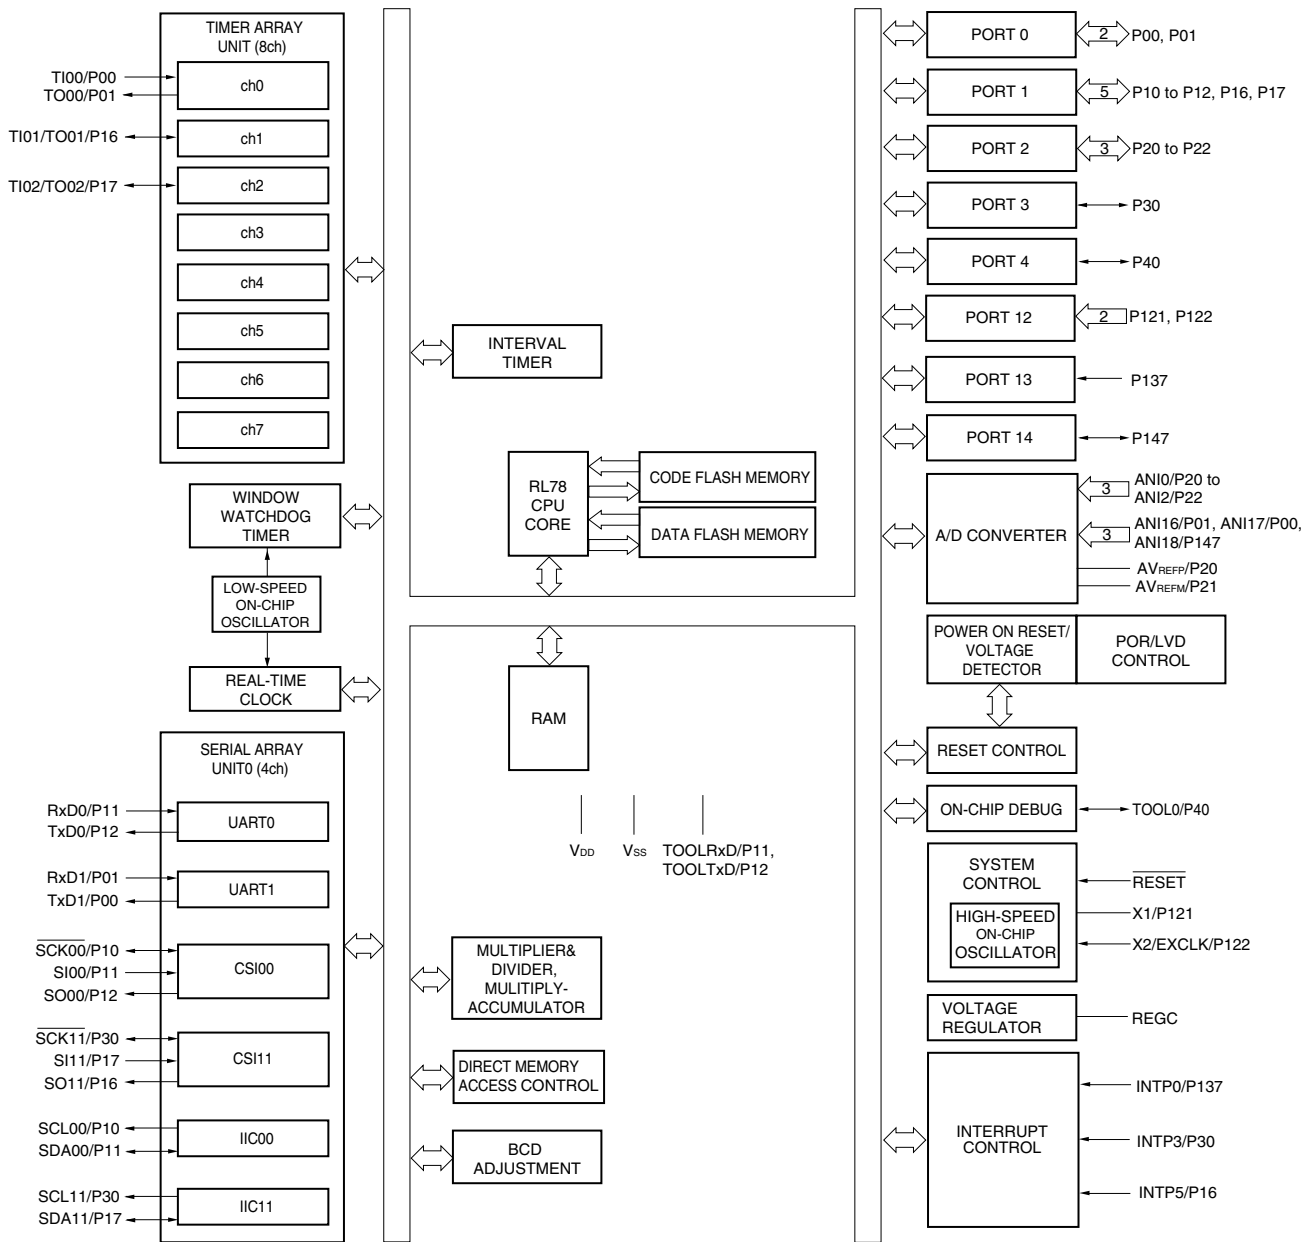 TIMER ARRAY
UNIT (8ch)
TI00/P00
TO00/P01
ch0
TI01/TO01/P16
ch1
TI02/TO02/P17
ch2
ch3
ch4
ch5
ch6
ch7
WINDOW
WATCHDOG
TIMER
LOW-SPEED
ON-CHIP
OSCILLATOR
REAL-TIME
CLOCK
SERIAL ARRAY
UNIT0 (4ch)
RxD0/P11
TxD0/P12
UART0
RxD1/P01
TxD1/P00
UART1
SCK00/P10
SI00/P11
SO00/P12
CSI00
SCK11/P30
SI11/P17
SO11/P16
CSI11
SCL00/P10
SDA00/P11
IIC00
SCL11/P30
SDA11/P17
IIC11
INTERVAL
TIMER
RL78
CPU
CORE
CODE FLASH MEMORY
DATA FLASH MEMORY
RAM
VDD
VSS
TOOLRxD/P11,
TOOLTxD/P12
MULTIPLIER&
DIVIDER,
MULITIPLY-
ACCUMULATOR
DIRECT MEMORY
ACCESS CONTROL
BCD
ADJUSTMENT
PORT 0
2
P00, P01
PORT 1
5
P10 to P12, P16, P17
PORT 2
3
P20 to P22
PORT 3
P30
PORT 4
P40
PORT 12
2
P121, P122
PORT 13
P137
PORT 14
P147
A/D CONVERTER
3
ANI0/P20 to
ANI2/P22
3
ANI16/P01, ANI17/P00,
ANI18/P147
AVREFP/P20
AVREFM/P21
POWER ON RESET/
VOLTAGE
DETECTOR
POR/LVD
CONTROL
RESET CONTROL
ON-CHIP DEBUG
TOOL0/P40
SYSTEM
CONTROL
HIGH-SPEED
ON-CHIP
OSCILLATOR
RESET
X1/P121
X2/EXCLK/P122
VOLTAGE
REGULATOR
REGC
INTERRUPT
CONTROL
INTP0/P137
INTP3/P30
INTP5/P16